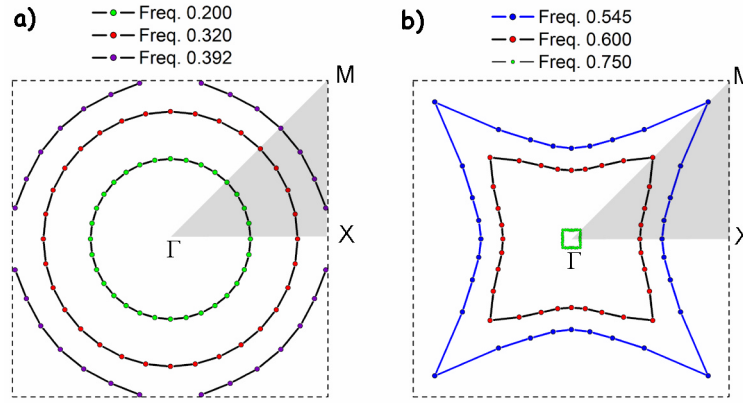 a)
Freq. 0.200
Freq. 0.320
Freq. 0.392
M
X
Γ
b)
Freq. 0.545
Freq. 0.600
Freq. 0.750
M
X
Γ